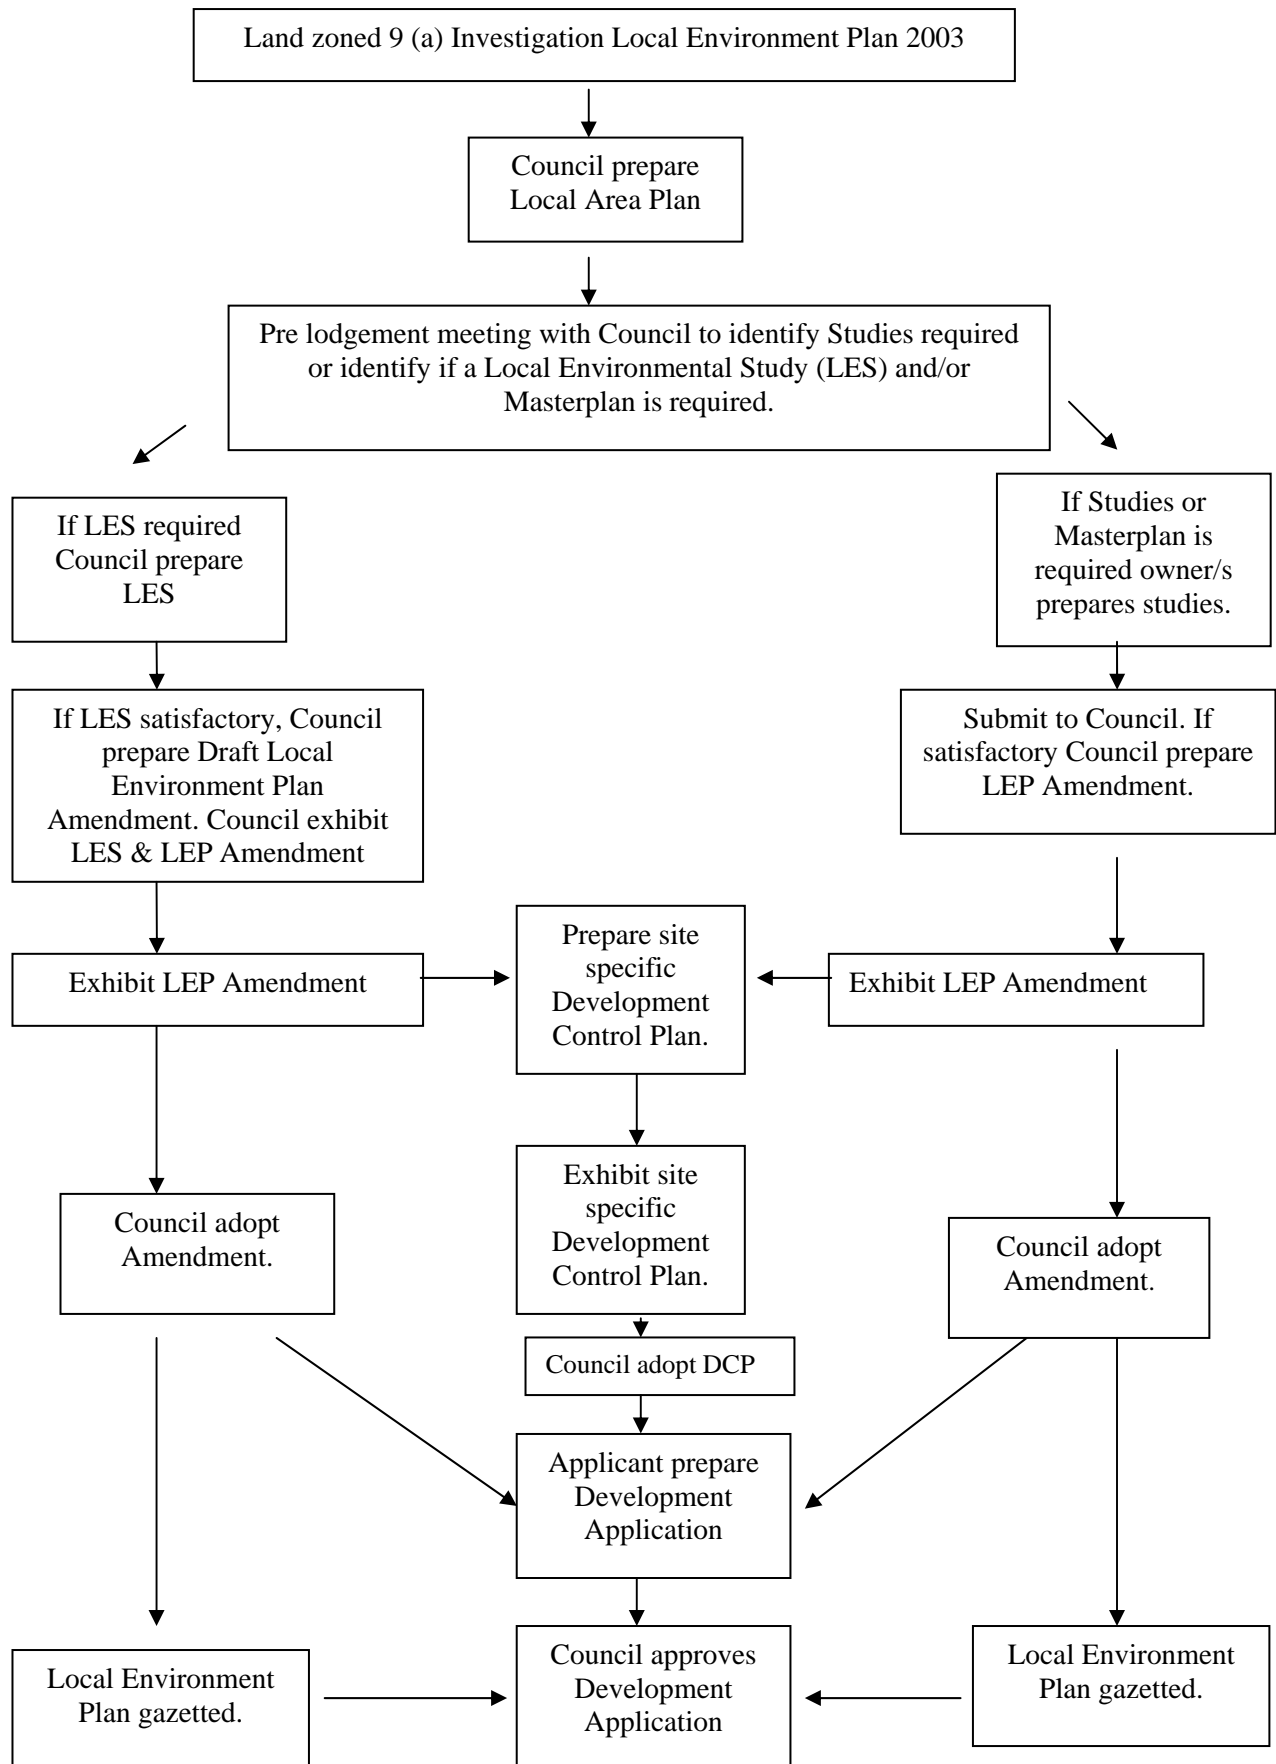 Land zoned 9 (a) Investigation Local Environment Plan 2003
Council prepare
Local Area Plan
Pre lodgement meeting with Council to identify Studies required
or identify if a Local Environmental Study (LES) and/or
Masterplan is required.
If LES required
Council prepare
LES
If Studies or
Masterplan is
required owner/s
prepares studies.
If LES satisfactory, Council
prepare Draft Local
Environment Plan
Amendment. Council exhibit
LES & LEP Amendment
Submit to Council. If
satisfactory Council prepare
LEP Amendment.
Exhibit LEP Amendment
Prepare site
specific
Development
Control Plan.
Exhibit LEP Amendment
Exhibit site
specific
Development
Control Plan.
Council adopt
Amendment.
Council adopt
Amendment.
Council adopt DCP
Applicant prepare
Development
Application
Local Environment
Plan gazetted.
Council approves
Development
Application
Local Environment
Plan gazetted.